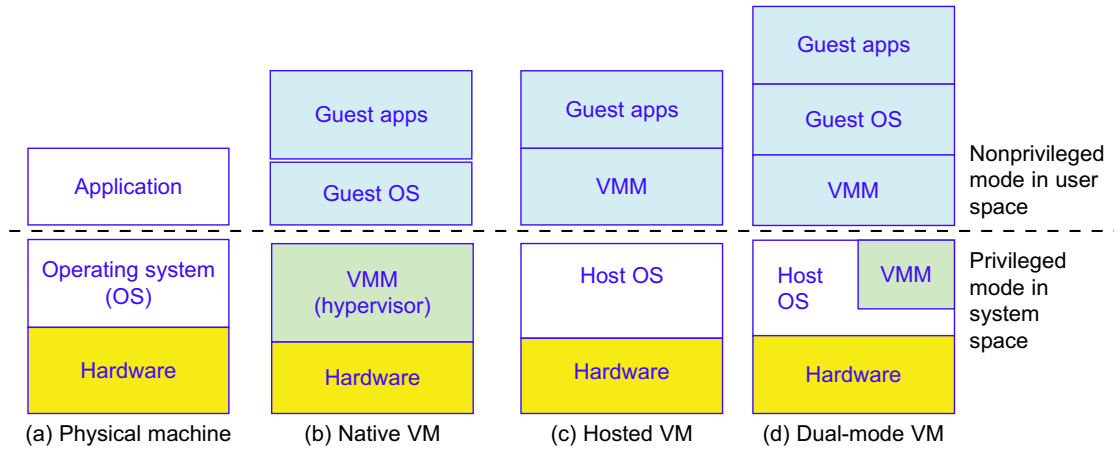 Application
Operating system
(OS)
Hardware
(a) Physical machine
Guest apps
Guest OS
VMM
(hypervisor)
Hardware
(b) Native VM
Guest apps
VMM
Host OS
Hardware
(c) Hosted VM
Guest apps
Guest OS
VMM
Host
OS
VMM
Hardware
(d) Dual-mode VM
Nonprivileged
mode in user
space
Privileged
mode in
system
space